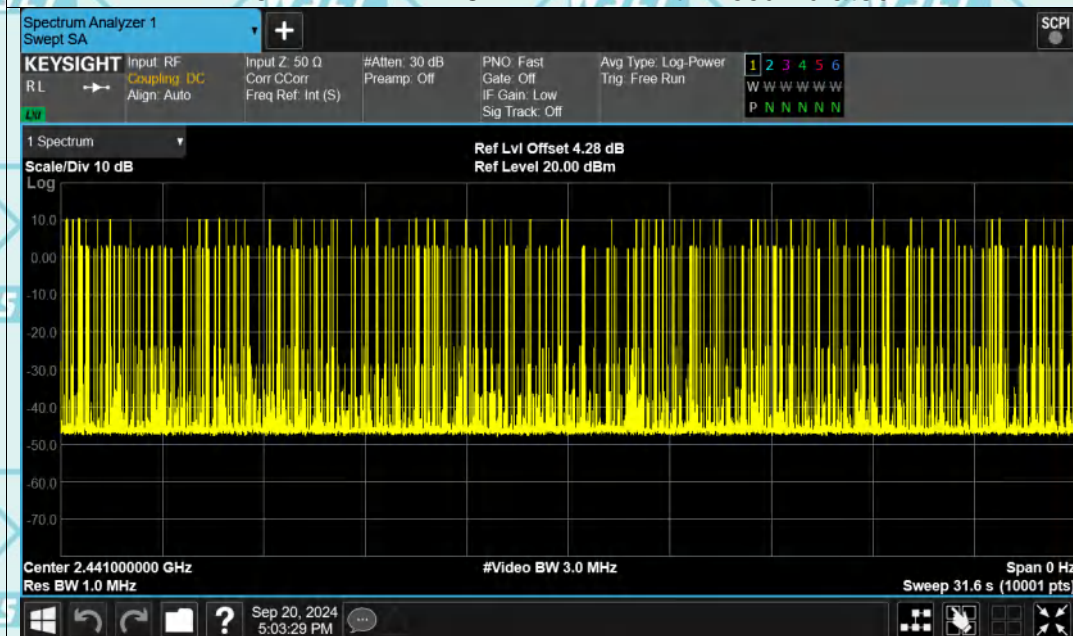 Spectrum Analyzer 1
Swept SA
+
SCPI
KEYSIGHT
RL
LXI
Input: RF
Coupling: DC
Align: Auto
Input Z: 50 Ω
Corr CCorr
Freq Ref: Int (S)
#Atten: 30 dB
Preamp: Off
PNO: Fast
Gate: Off
IF Gain: Low
Sig Track: Off
Avg Type: Log-Power
Trig: Free Run
1 2 3 4 5 6
W W W W W W
P N N N N N
1 Spectrum
Scale/Div 10 dB
Ref Lvl Offset 4.28 dB
Ref Level 20.00 dBm
Log
10.0
0.00
-10.0
-20.0
-30.0
-40.0
-50.0
-60.0
-70.0
Center 2.441000000 GHz
#Video BW 3.0 MHz
Span 0 Hz
Res BW 1.0 MHz
Sweep 31.6 s (10001 pts)
?
Sep 20, 2024
5:03:29 PM